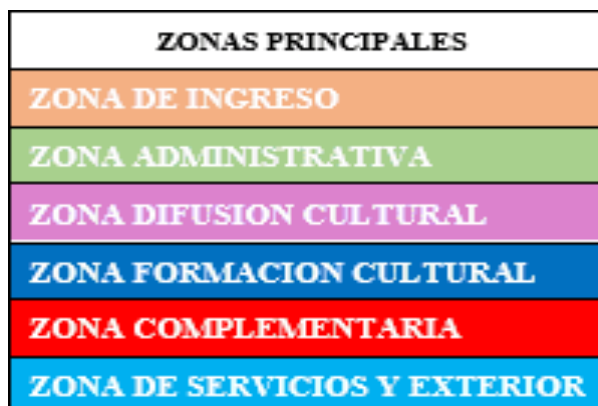 ZONAS PRINCIPALES
ZONA DE INGRESO
ZONA ADMINISTRATIVA
ZONA DIFUSION CULTURAL
ZONA FORMACION CULTURAL
ZONA COMPLEMENTARIA
ZONA DE SERVICIOS Y EXTERIOR